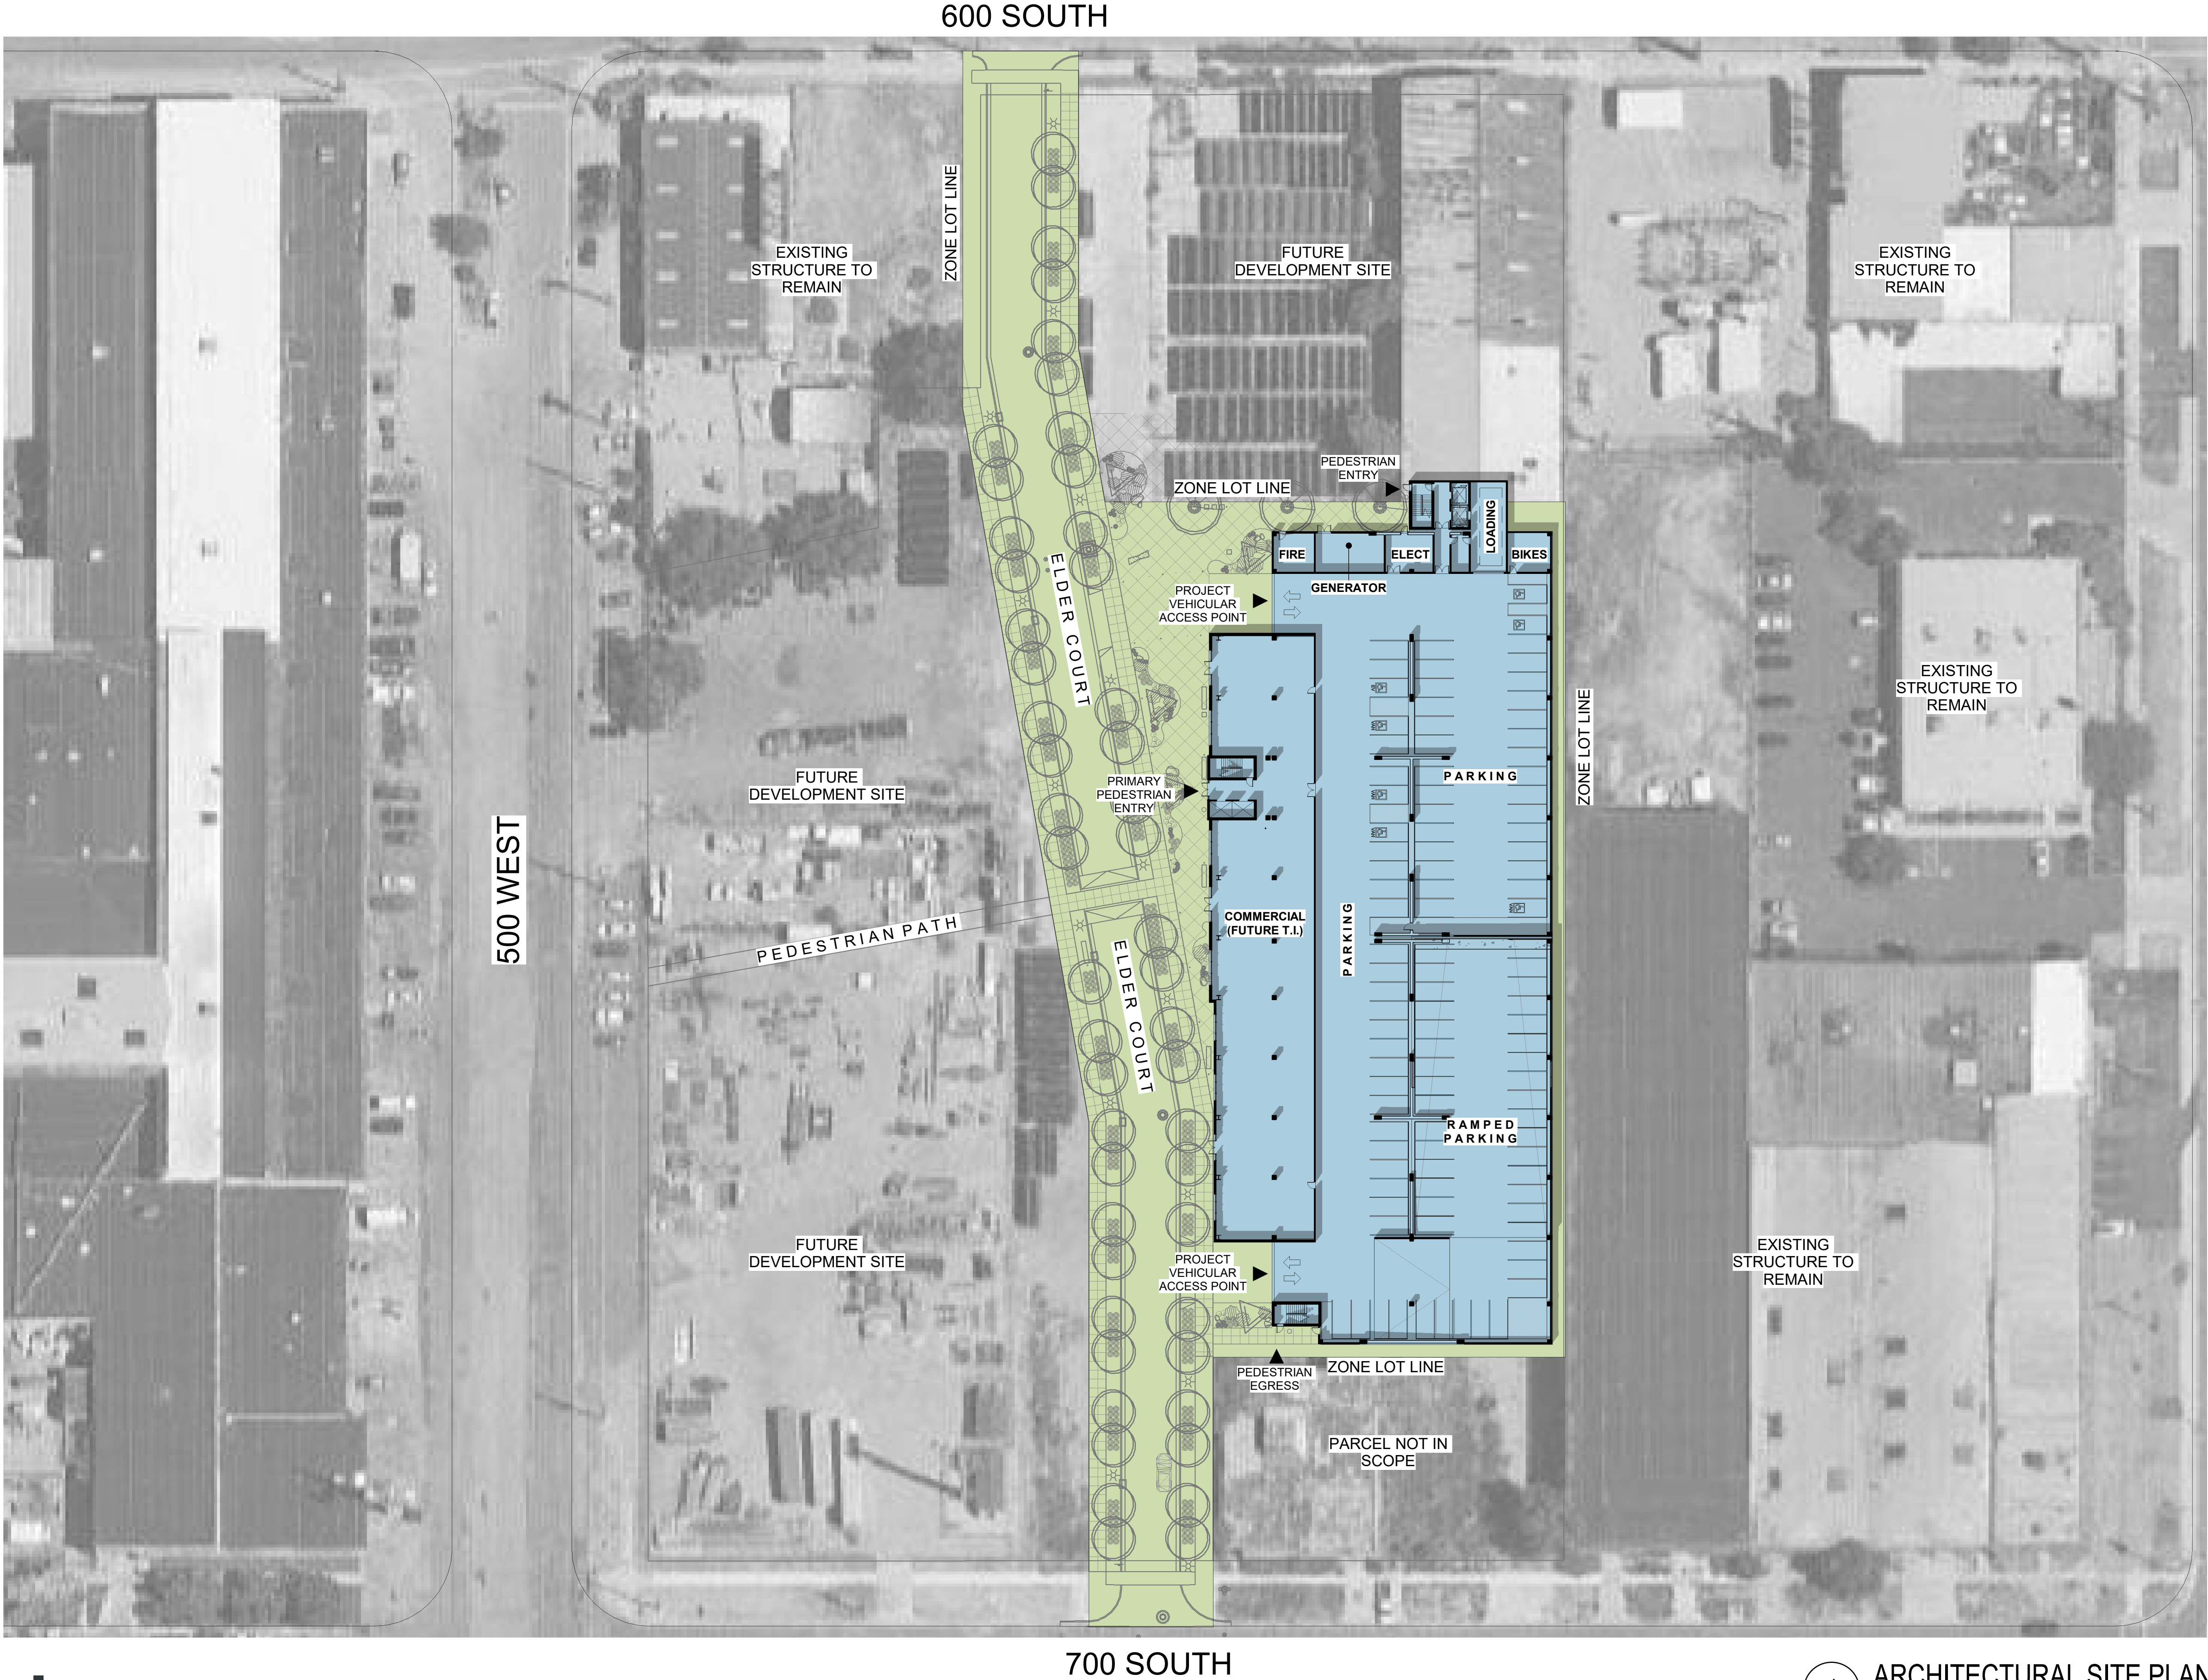 600 SOUTH
ZONE LOT LINE
EXISTING
STRUCTURE TO
REMAIN
FUTURE
DEVELOPMENT SITE
EXISTING
STRUCTURE TO
REMAIN
PEDESTRIAN
ENTRY
ZONE LOT LINE
LOADING
FIRE
ELECT
BIKES
GENERATOR
PROJECT
VEHICULAR
ACCESS POINT
ELDER COURT
EXISTING
STRUCTURE TO
REMAIN
ZONE LOT LINE
FUTURE
DEVELOPMENT SITE
PRIMARY
PEDESTRIAN
ENTRY
PARKING
500 WEST
PEDESTRIAN PATH
COMMERCIAL
(FUTURE T.I.)
PARKING
ELDER COURT
RAMPED
PARKING
FUTURE
DEVELOPMENT SITE
PROJECT
VEHICULAR
ACCESS POINT
EXISTING
STRUCTURE TO
REMAIN
PEDESTRIAN
EGRESS
ZONE LOT LINE
PARCEL NOT IN
SCOPE
700 SOUTH
ARCHITECTURAL SITE PLAN